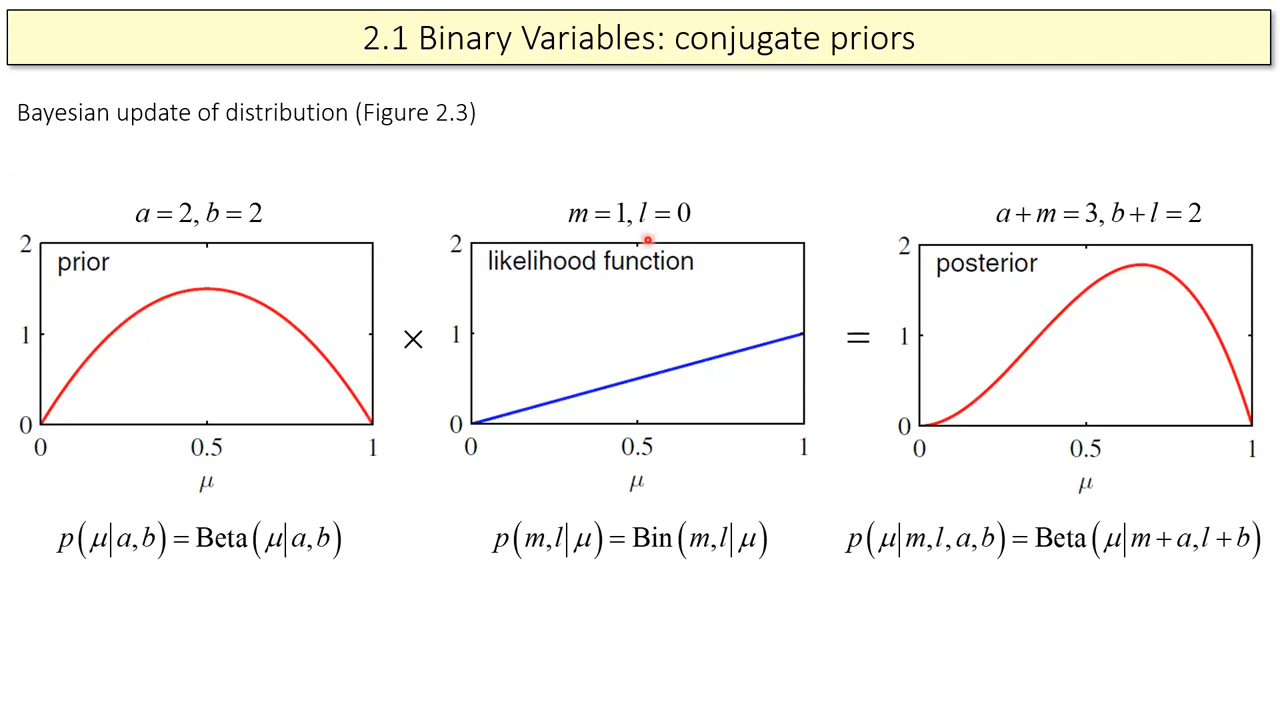 2.1 Binary Variables: conjugate priors
Bayesian update of distribution (Figure 2.3)
a = 2, b = 2
2
prior
1
0
0 0.5 1
μ
p(μ|a,b) = Beta(μ|a,b)
×
m = 1, l = 0
2
likelihood function
1
0
0 0.5 1
μ
p(m,l|μ) = Bin(m,l|μ)
=
a + m = 3, b + l = 2
2
posterior
1
0
0 0.5 1
μ
p(μ|m,l,a,b) = Beta(μ|m + a,l + b)